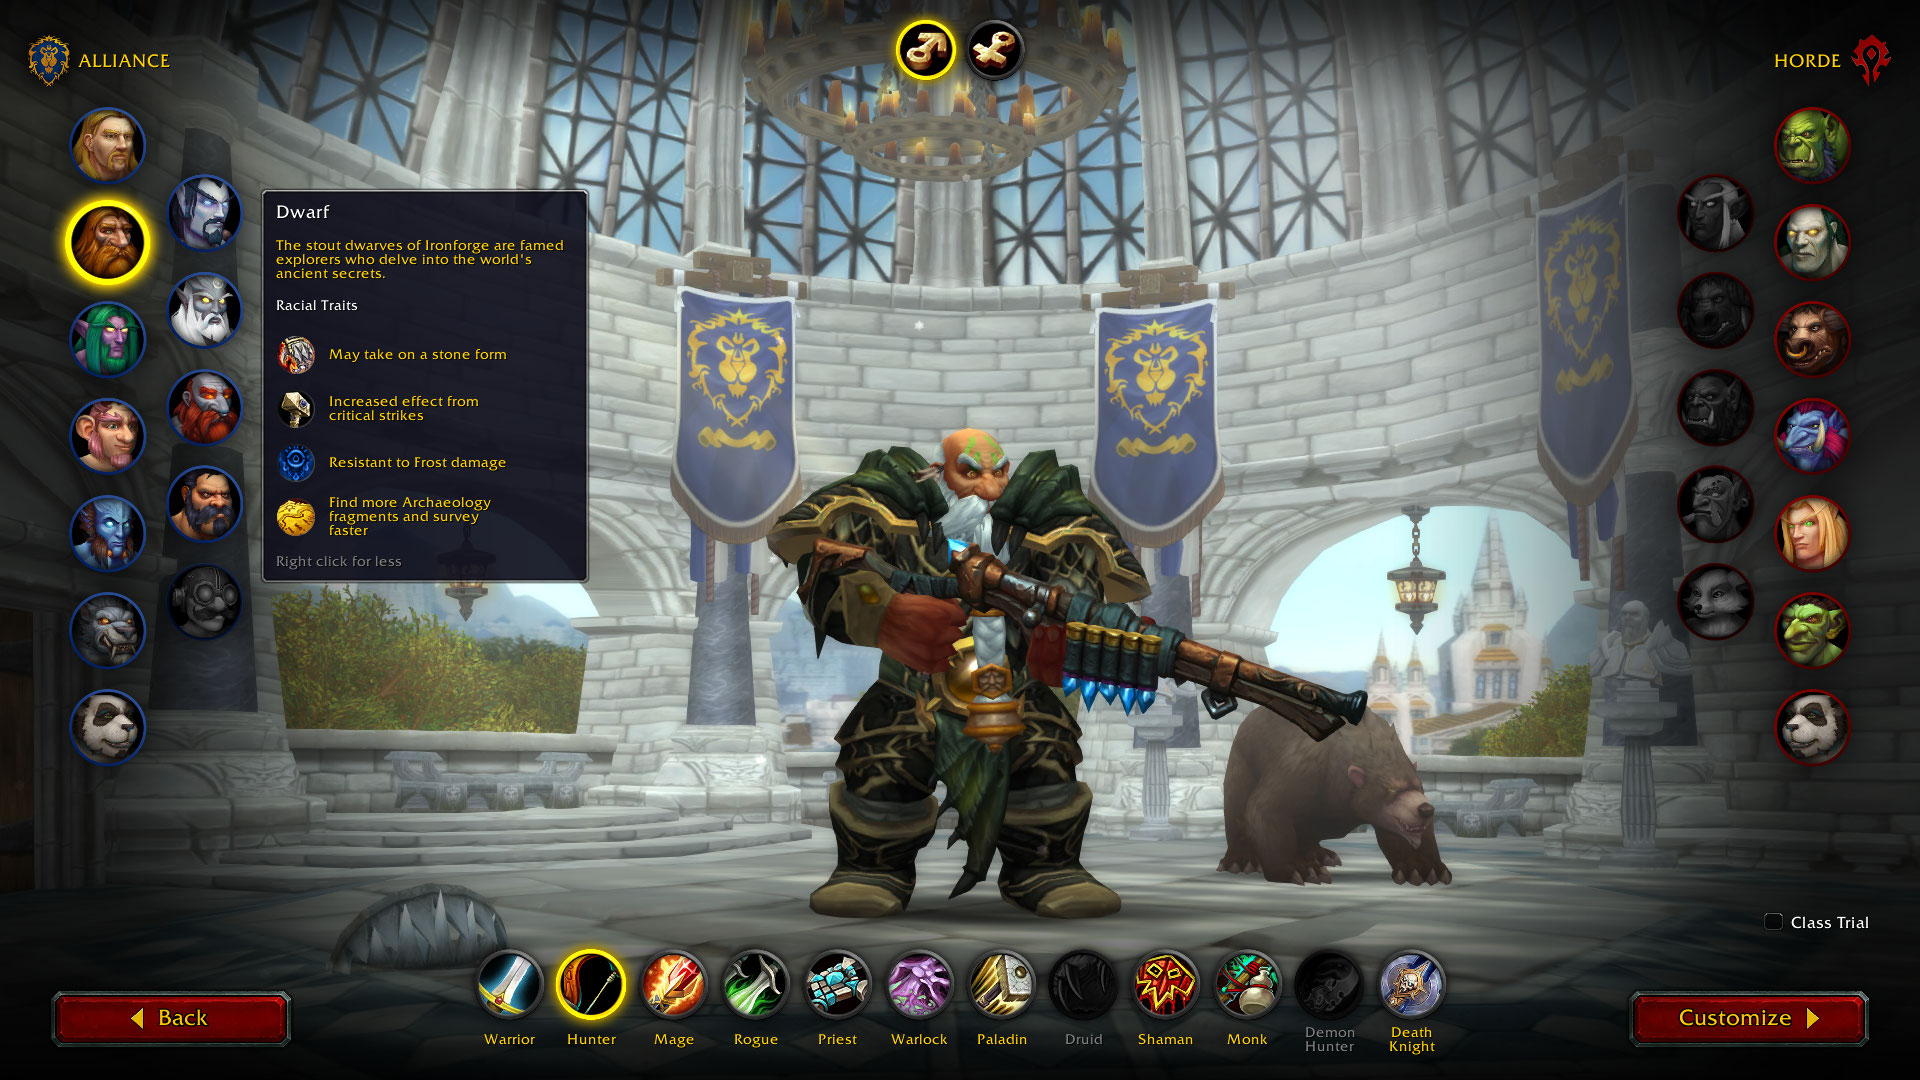 ALLIANCE
HORDE
Dwarf
The stout dwarves of Ironforge are famed
explorers who delve into the world's
ancient secrets.
Racial Traits
May take on a stone form
Increased effect from
critical strikes
Resistant to Frost damage
Find more Archaeology
fragments and survey
faster
Right click for less
Class Trial
Back
Warrior
Hunter
Mage
Rogue
Priest
Warlock
Paladin
Druid
Shaman
Monk
Demon
Hunter
Death
Knight
Customize